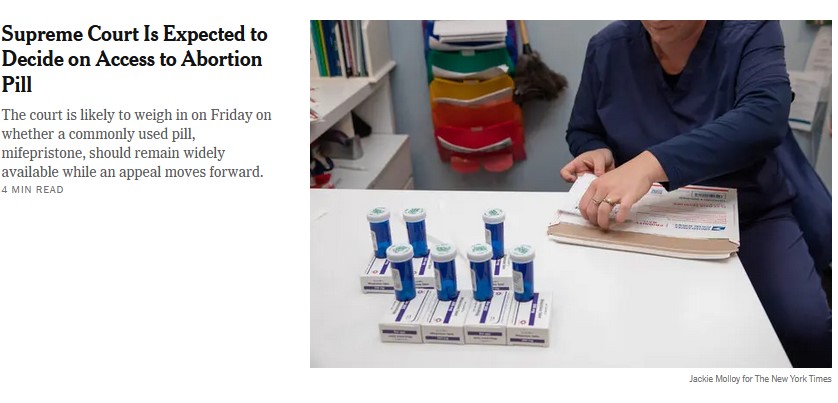 Supreme Court Is Expected to
Decide on Access to Abortion
Pill
The court is likely to weigh in on Friday on
whether a commonly used pill,
mifepristone, should remain widely
available while an appeal moves forward.
4 MIN READ
Jackie Molloy for The New York Times